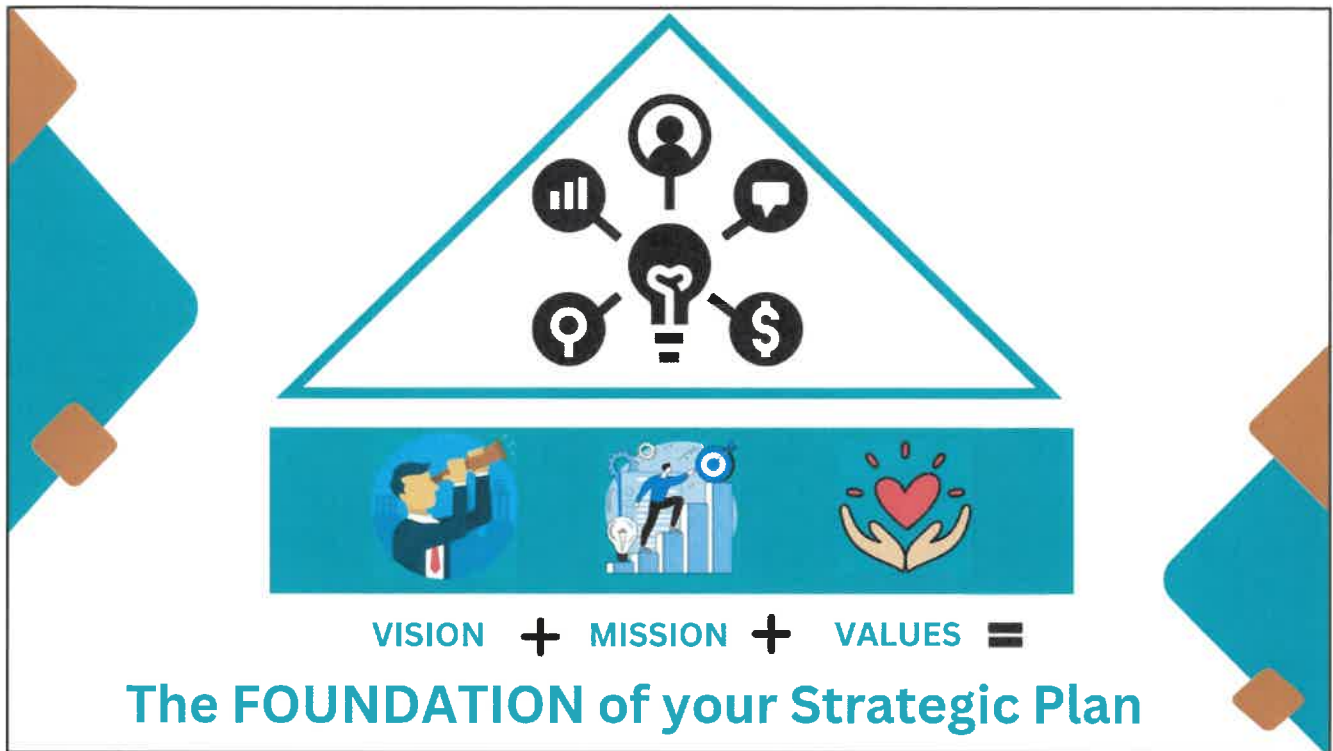 $
VISION + MISSION + VALUES =
The FOUNDATION of your Strategic Plan